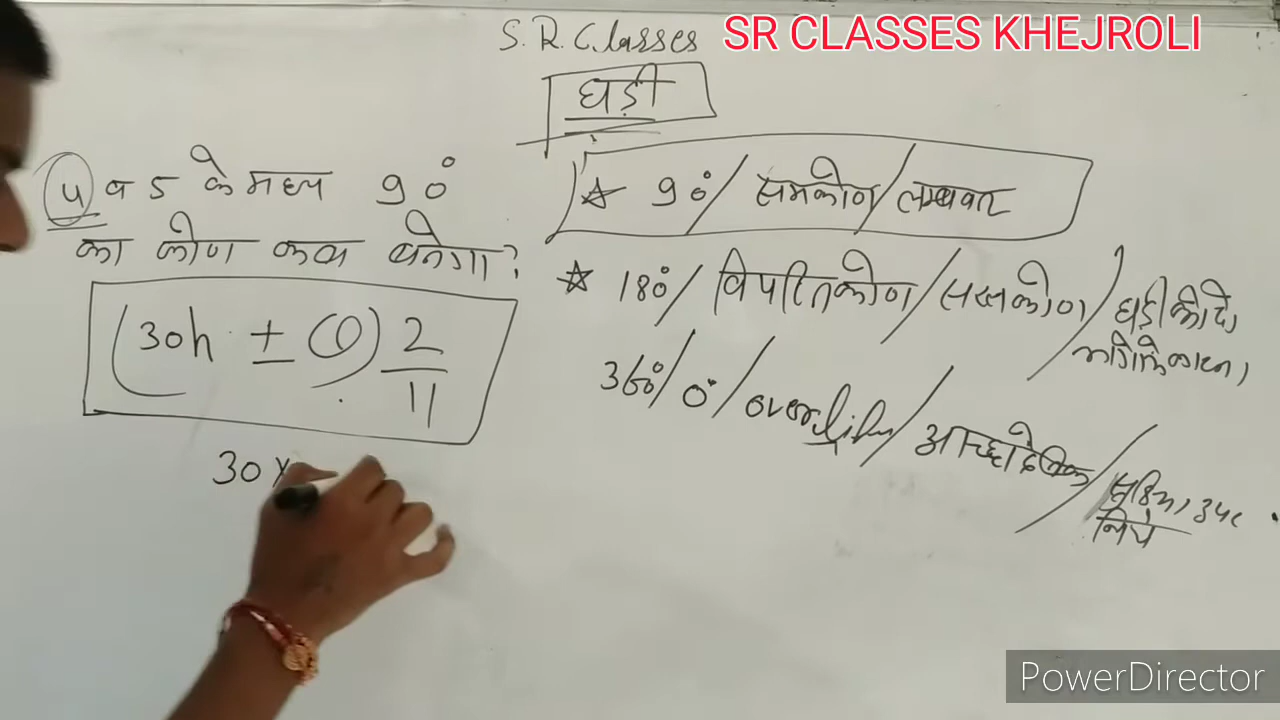 S.R. Classes SR CLASSES KHEJROLI
घड़ी
4 व 5 के मध्य 90°
का कोण कब बनेगा?
(30h ± θ) 2/11
30 ×
☆ 90°/ समकोण/लम्बवत
☆ 180°/ विपरितकोण/सरलकोण/घड़ी की दो
360°/ 0°/
निचे
PowerDirector